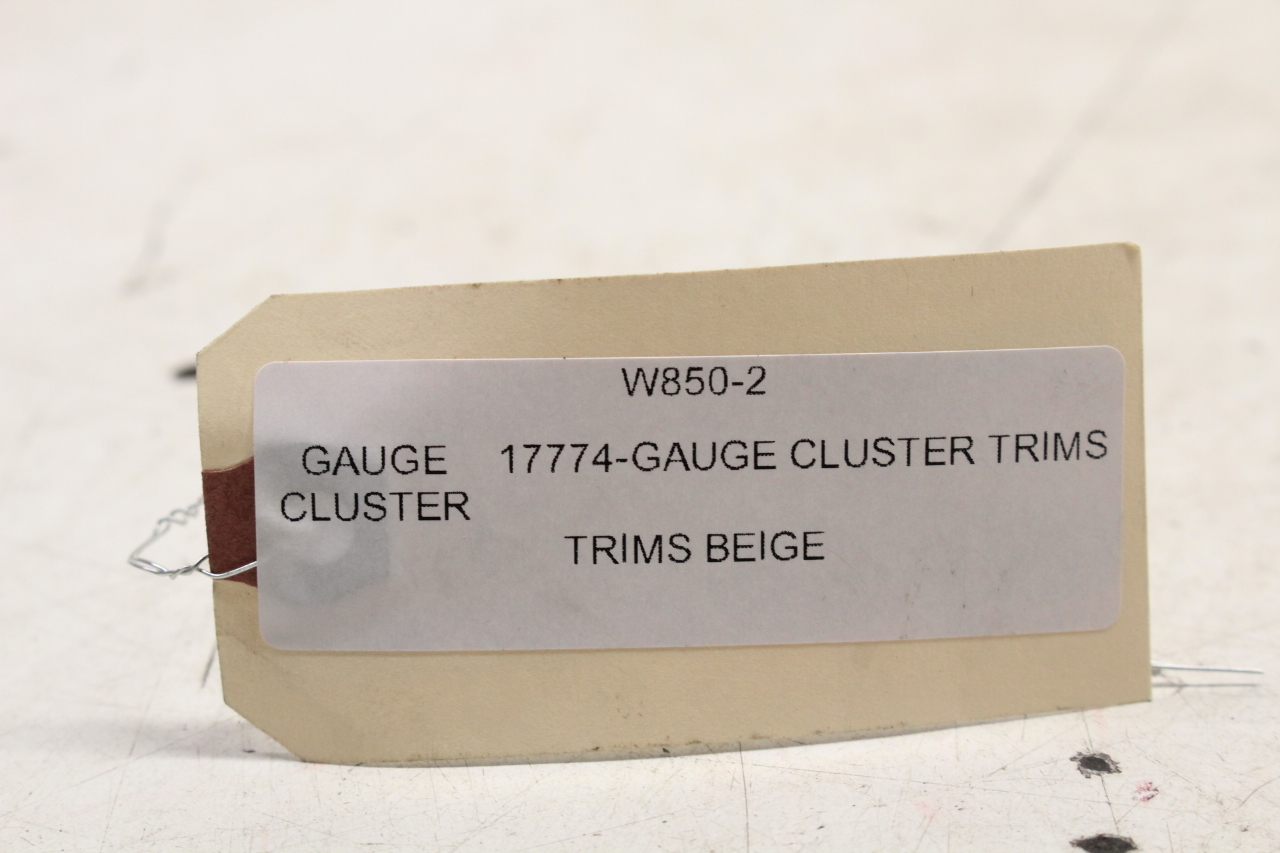 W850-2
GAUGE 17774-GAUGE CLUSTER TRIMS
CLUSTER
TRIMS BEIGE